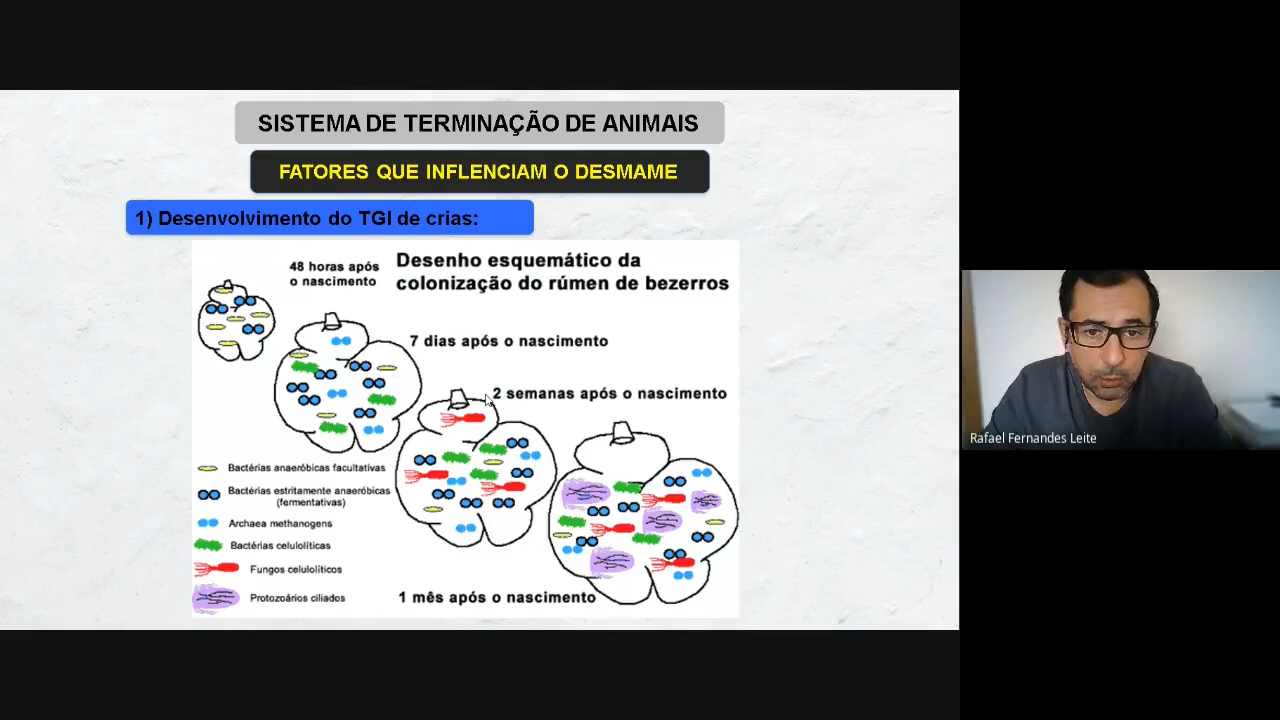 SISTEMA DE TERMINAÇÃO DE ANIMAIS
FATORES QUE INFLENCIAM O DESMAME
1) Desenvolvimento do TGI de crias:
48 horas após
o nascimento
Desenho esquemático da
colonização do rúmen de bezerros
7 dias após o nascimento
2 semanas após o nascimento
Bactérias anaeróbicas facultativas
Bactérias estritamente anaeróbicas
(fermentativas)
Archaea methanogens
Bactérias celulolíticas
Fungos celulolíticos
Protozoários ciliados
1 mês após o nascimento
Rafael Fernandes Leite